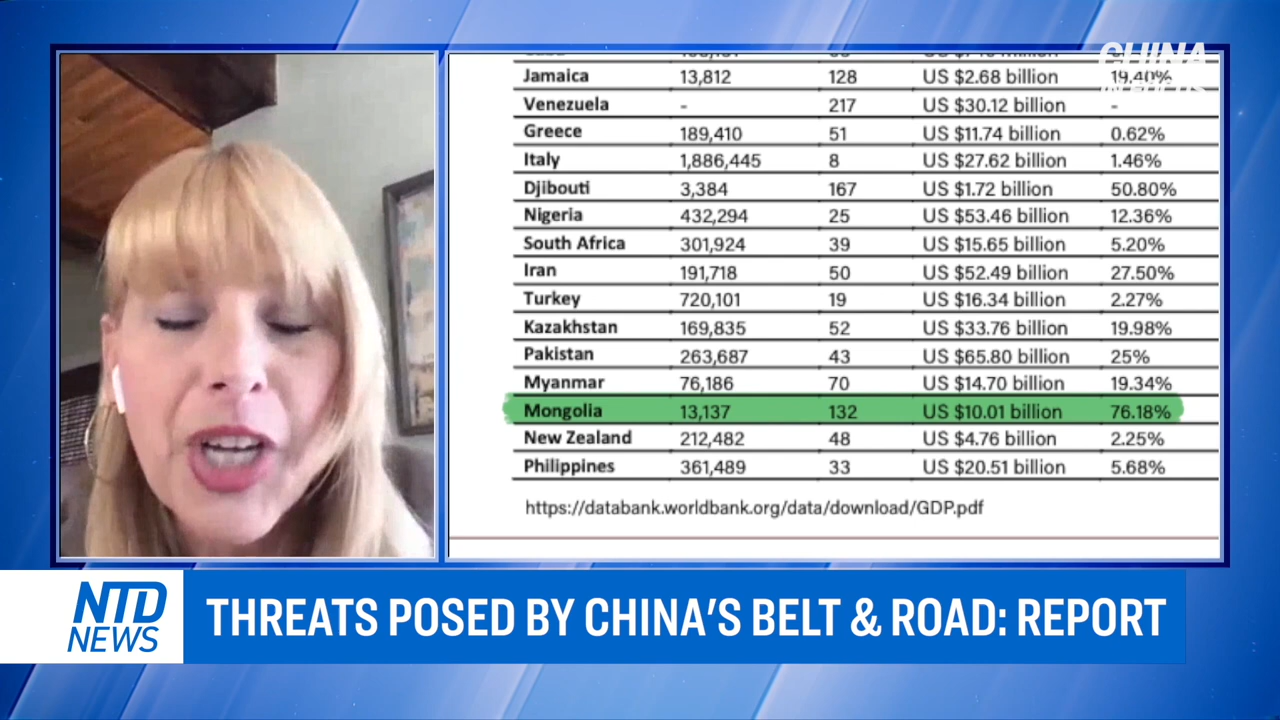 CHINA
Jamaica 13,812 128 US $2.68 billion 19.40%
Venezuela - 217 US $30.12 billion -
Greece 189,410 51 US $11.74 billion 0.62%
Italy 1,886,445 8 US $27.62 billion 1.46%
Djibouti 3,384 167 US $1.72 billion 50.80%
Nigeria 432,294 25 US $53.46 billion 12.36%
South Africa 301,924 39 US $15.65 billion 5.20%
Iran 191,718 50 US $52.49 billion 27.50%
Turkey 720,101 19 US $16.34 billion 2.27%
Kazakhstan 169,835 52 US $33.76 billion 19.98%
Pakistan 263,687 43 US $65.80 billion 25%
Myanmar 76,186 70 US $14.70 billion 19.34%
Mongolia 13,137 132 US $10.01 billion 76.18%
New Zealand 212,482 48 US $4.76 billion 2.25%
Philippines 361,489 33 US $20.51 billion 5.68%
https://databank.worldbank.org/data/download/GDP.pdf
NTD
NEWS
THREATS POSED BY CHINA'S BELT & ROAD: REPORT